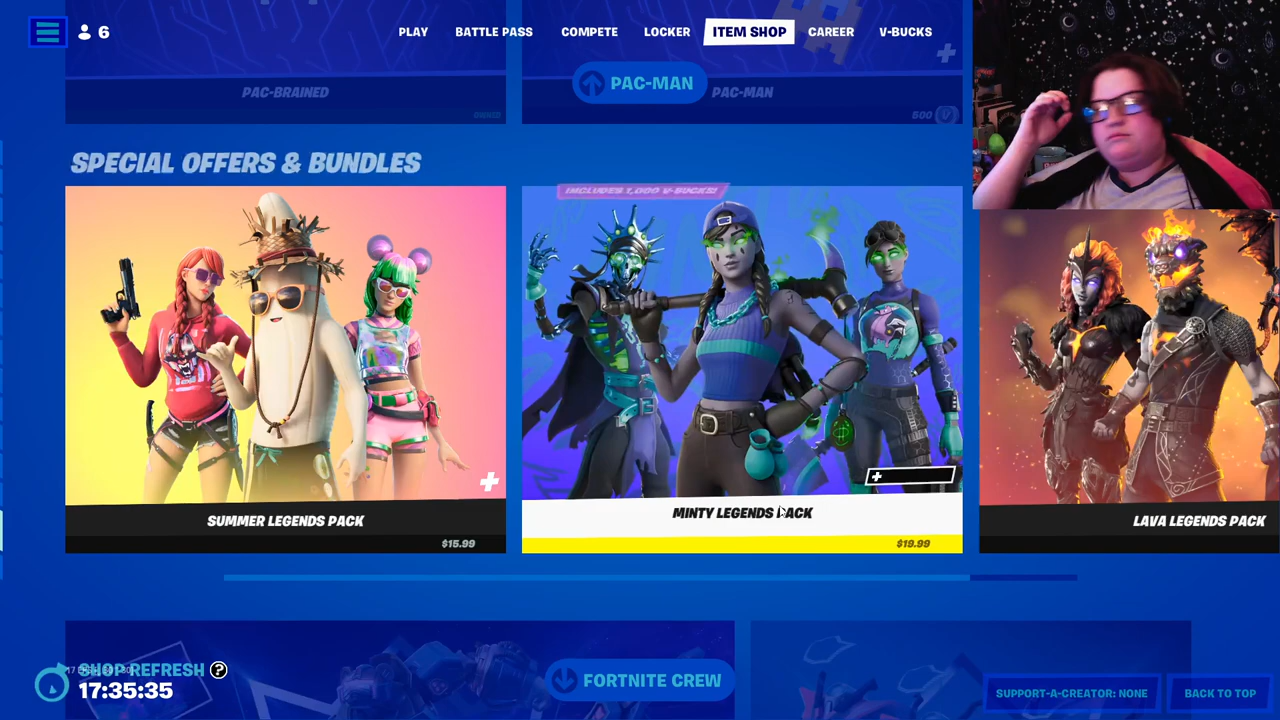 6
PLAY
BATTLE PASS
COMPETE
LOCKER
ITEM SHOP
CAREER
V-BUCKS
PAC-MAN
PAC-BRAINED
PAC-MAN
500
SPECIAL OFFERS & BUNDLES
INCLUDES 1,000 V-BUCKS!
SUMMER LEGENDS PACK
$15.99
MINTY LEGENDS PACK
$19.99
LAVA LEGENDS PACK
SHOP REFRESH ?
17:35:35
FORTNITE CREW
SUPPORT-A-CREATOR: NONE
BACK TO TOP